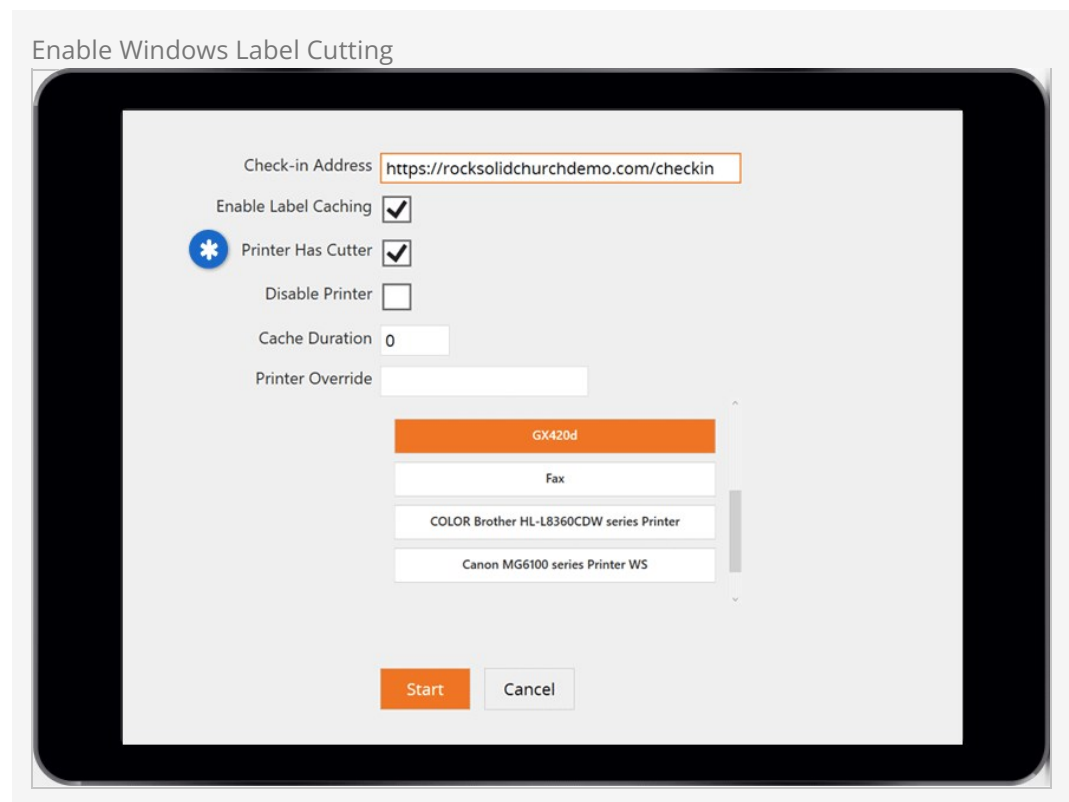 Enable Windows Label Cutting
Check-in Address https://rocksolidchurchdemo.com/checkin
Enable Label Caching
Printer Has Cutter
Disable Printer
Cache Duration 0
Printer Override
GX420d
Fax
COLOR Brother HL-L8360CDW series Printer
Canon MG6100 series Printer WS
Start Cancel